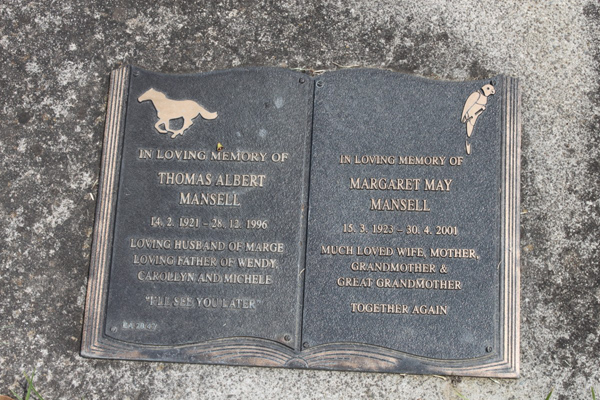 IN LOVING MEMORY OF
THOMAS ALBERT
MANSELL
14. 2. 1921 – 28. 12. 1996
LOVING HUSBAND OF MARGE
LOVING FATHER OF WENDY,
CAROLLYN AND MICHELE
"I'LL SEE YOU LATER"
IN LOVING MEMORY OF
MARGARET MAY
MANSELL
15. 3. 1923 – 30. 4. 2001
MUCH LOVED WIFE, MOTHER,
GRANDMOTHER &
GREAT GRANDMOTHER
TOGETHER AGAIN